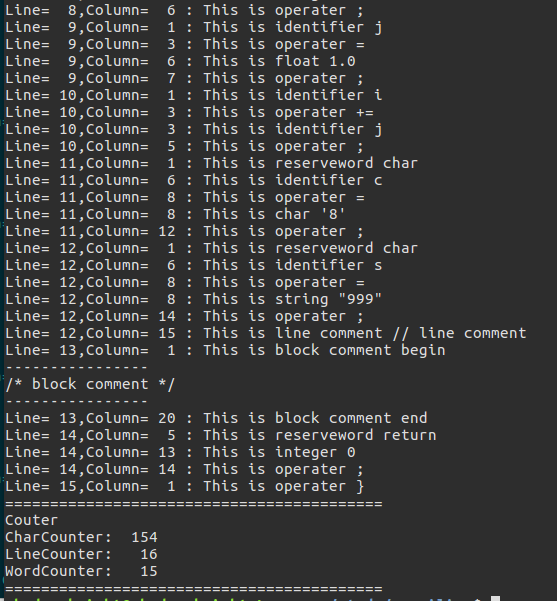 Line=  8,Column=  6 : This is operater ;
Line=  9,Column=  1 : This is identifier j
Line=  9,Column=  3 : This is operater =
Line=  9,Column=  6 : This is float 1.0
Line=  9,Column=  7 : This is operater ;
Line= 10,Column=  1 : This is identifier i
Line= 10,Column=  3 : This is operater +=
Line= 10,Column=  3 : This is identifier j
Line= 10,Column=  5 : This is operater ;
Line= 11,Column=  1 : This is reserveword char
Line= 11,Column=  6 : This is identifier c
Line= 11,Column=  8 : This is operater =
Line= 11,Column=  8 : This is char '8'
Line= 11,Column= 12 : This is operater ;
Line= 12,Column=  1 : This is reserveword char
Line= 12,Column=  6 : This is identifier s
Line= 12,Column=  8 : This is operater =
Line= 12,Column=  8 : This is string "999"
Line= 12,Column= 14 : This is operater ;
Line= 12,Column= 15 : This is line comment // line comment
Line= 13,Column=  1 : This is block comment begin
----------------
/* block comment */
----------------
Line= 13,Column= 20 : This is block comment end
Line= 14,Column=  5 : This is reserveword return
Line= 14,Column= 13 : This is integer 0
Line= 14,Column= 14 : This is operater ;
Line= 15,Column=  1 : This is operater }
==========================================
Couter
CharCounter:  154
LineCounter:   16
WordCounter:   15
==========================================